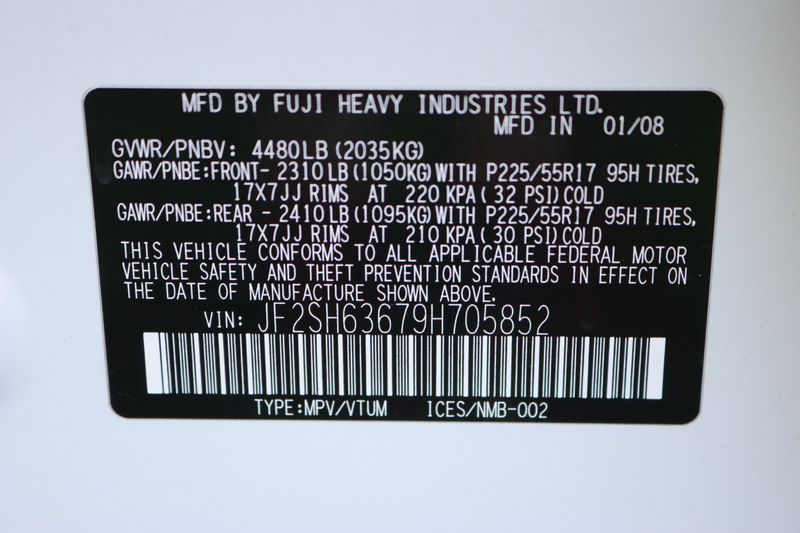 MFD BY FUJI HEAVY INDUSTRIES LTD.
MFD IN 01/08
GVWR/PNBV: 4480LB (2035KG)
GAWR/PNBE:FRONT- 2310LB (1050KG) WITH P225/55R17 95H TIRES,
17X7JJ RIMS AT 220 KPA( 32 PSI)COLD
GAWR/PNBE:REAR - 2410LB (1095KG) WITH P225/55R17 95H TIRES,
17X7JJ RIMS AT 210 KPA( 30 PSI)COLD
THIS VEHICLE CONFORMS TO ALL APPLICABLE FEDERAL MOTOR
VEHICLE SAFETY AND THEFT PREVENTION STANDARDS IN EFFECT ON
THE DATE OF MANUFACTURE SHOWN ABOVE.
VIN: JF2SH63679H705852
TYPE:MPV/VTUM ICES/NMB-002